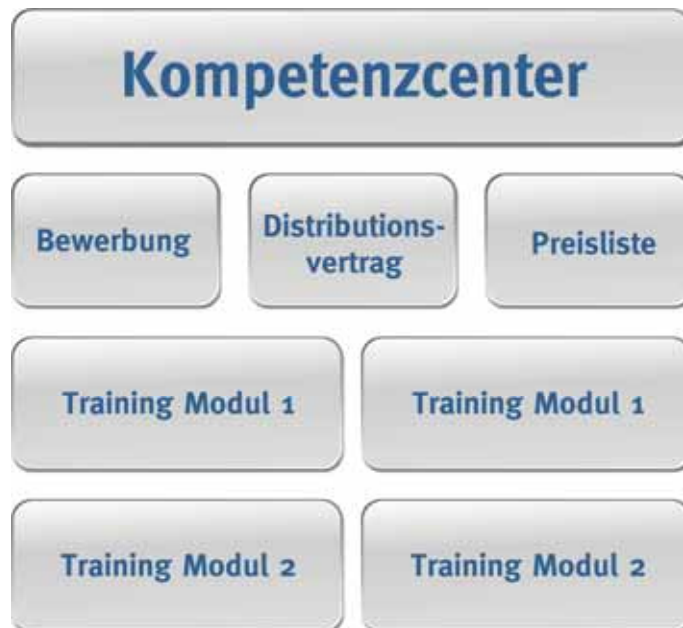 Kompetenzcenter
Bewerbung
Distributions-
vertrag
Preisliste
Training Modul 1
Training Modul 1
Training Modul 2
Training Modul 2